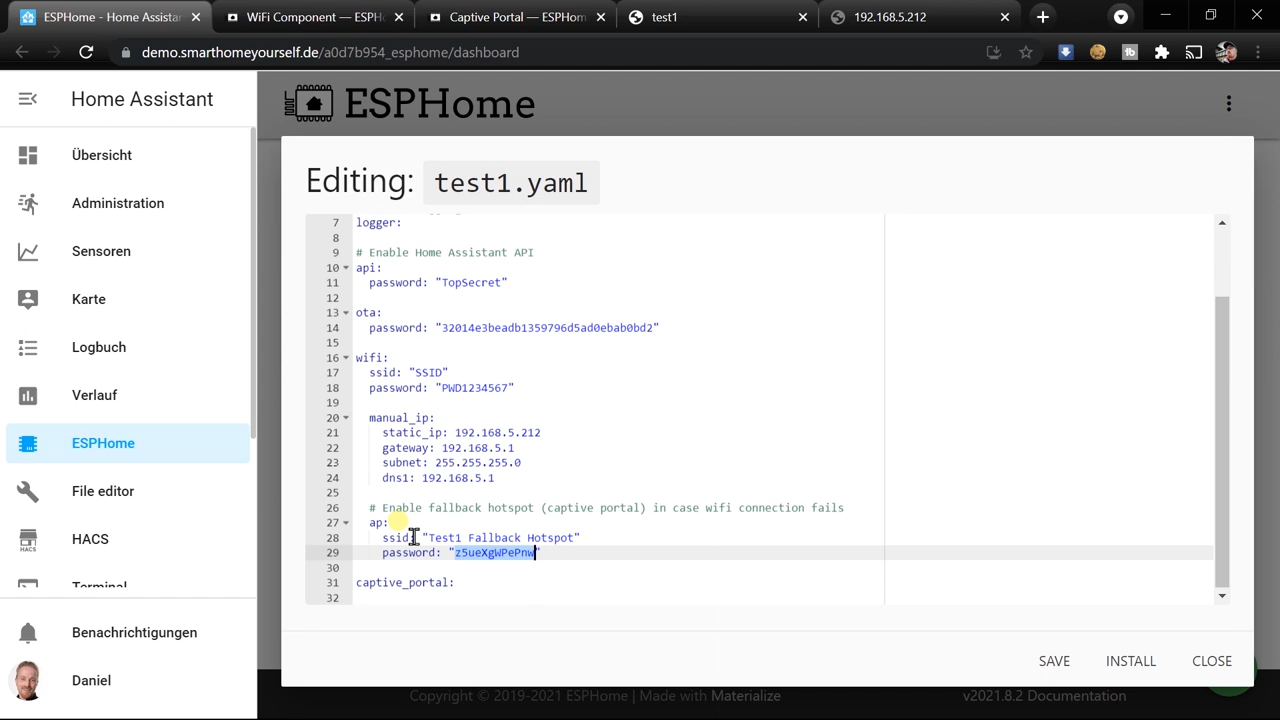 ESPHome - Home Assistan
WiFi Component — ESPH
Captive Portal — ESPHom
test1
192.168.5.212
demo.smarthomeyourself.de/a0d7b954_esphome/dashboard
Home Assistant
Übersicht
Administration
Sensoren
Karte
Logbuch
Verlauf
ESPHome
File editor
HACS
HACS
Terminal
Benachrichtigungen
Daniel
ESPHome
Editing: test1.yaml
7 logger:
8
9 # Enable Home Assistant API
10 api:
11 password: "TopSecret"
12
13 ota:
14 password: "32014e3beadb1359796d5ad0ebab0bd2"
15
16 wifi:
17 ssid: "SSID"
18 password: "PWD1234567"
19
20 manual_ip:
21 static_ip: 192.168.5.212
22 gateway: 192.168.5.1
23 subnet: 255.255.255.0
24 dns1: 192.168.5.1
25
26 # Enable fallback hotspot (captive portal) in case wifi connection fails
27 ap:
28 ssid: "Test1 Fallback Hotspot"
29 password: "z5ueXgWPePnw"
30
31 captive_portal:
32
SAVE INSTALL CLOSE
Copyright © 2019-2021 ESPHome | Made with Materialize
v2021.8.2 Documentation